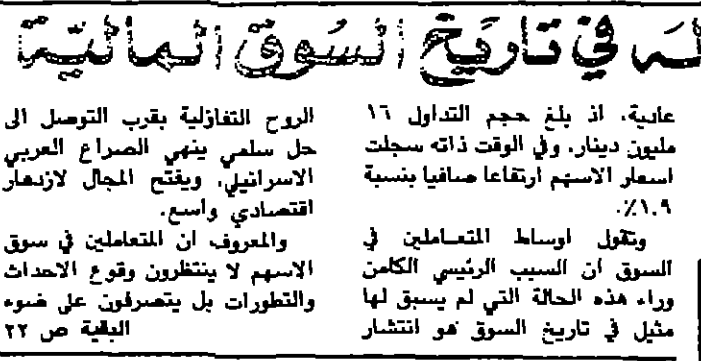 له في تاريخ السوق المالية
عادية، اذ بلغ حجم التداول ١٦
مليون دينار. وفي الوقت ذاته سجلت
اسعار الاسهم ارتفاعا صافيا بنسبة
١.٩٪.
وتقول اوساط المتعاملين في
السوق ان السبب الرئيسي الكامن
وراء هذه الحالة التي لم يسبق لها
مثيل في تاريخ السوق هو انتشار
الروح التفاؤلية بقرب التوصل الى
حل سلمي ينهي الصراع العربي
الاسرائيلي، ويفتح المجال لازدهار
اقتصادي واسع.
والمعروف ان المتعاملين في سوق
الاسهم لا ينتظرون وقوع الاحداث
والتطورات بل يتصرفون على ضوء
البقية ص ٢٢